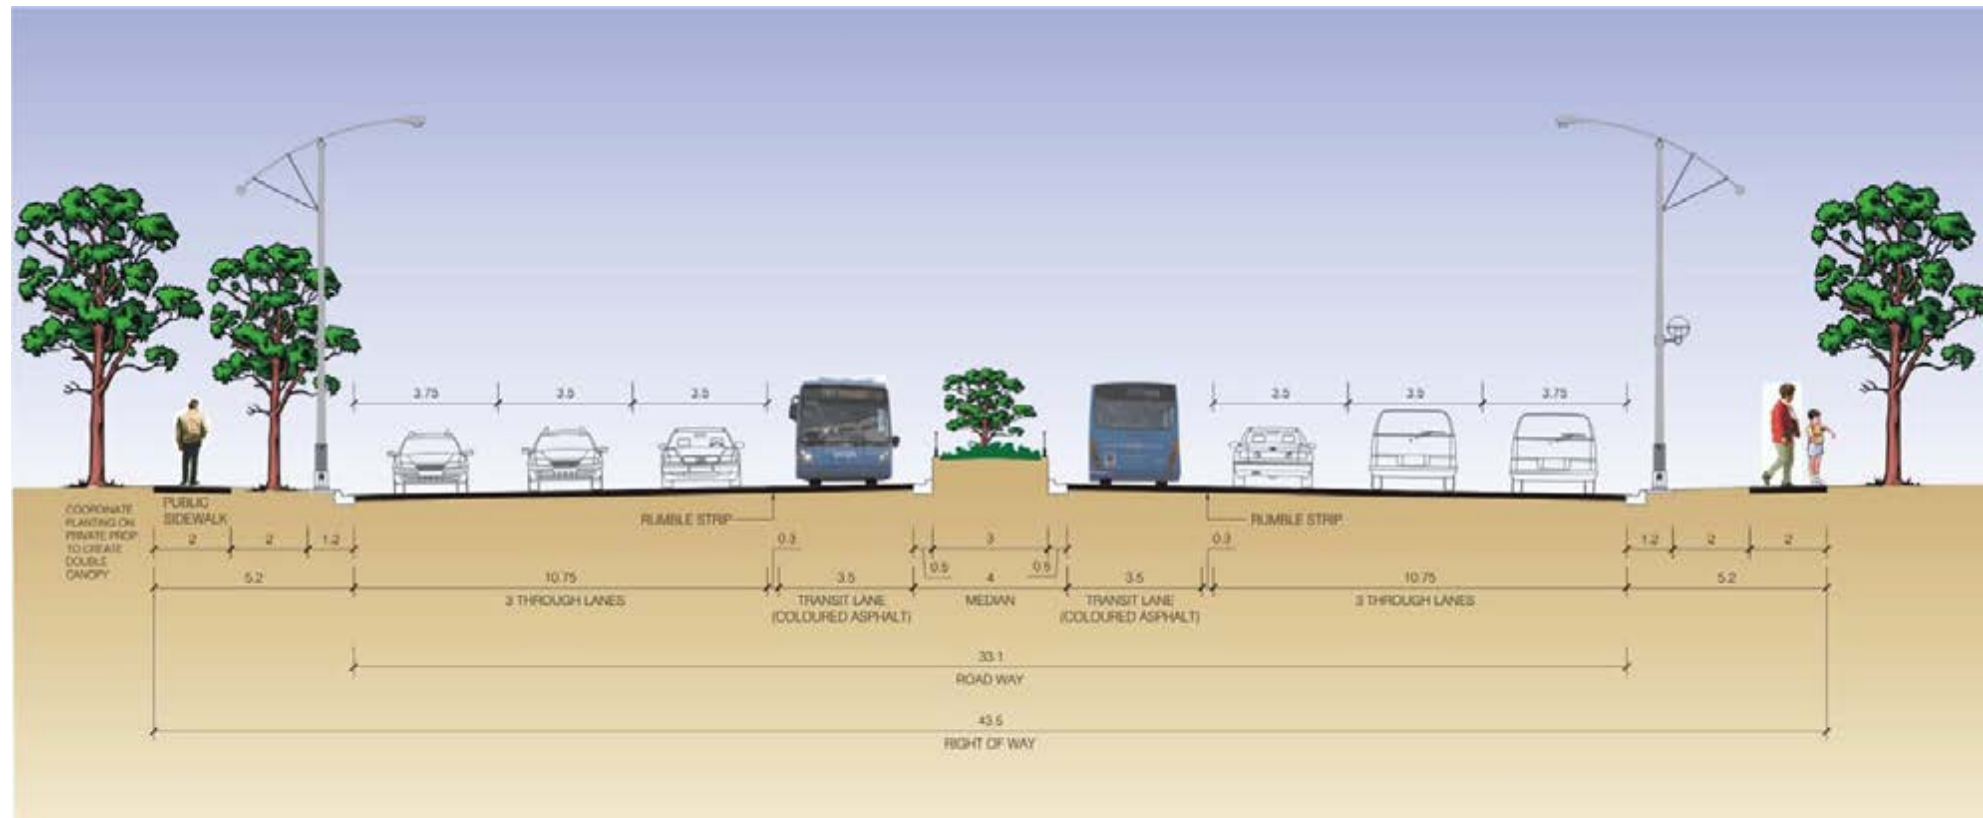 3.75 3.5 3.5 3.5 3.5 3.75
COORDINATE
PLANTING ON
PRIVATE PROP
TO CREATE
DOUBLE
CANOPY
PUBLIC
SIDEWALK
RUMBLE STRIP RUMBLE STRIP
2 2 1.2 0.3 3 0.3 1.2 2 2
0.5 0.5
5.2 10.75 3.5 4 3.5 10.75 5.2
3 THROUGH LANES TRANSIT LANE MEDIAN TRANSIT LANE 3 THROUGH LANES
(COLOURED ASPHALT) (COLOURED ASPHALT)
33.1
ROAD WAY
43.5
RIGHT OF WAY